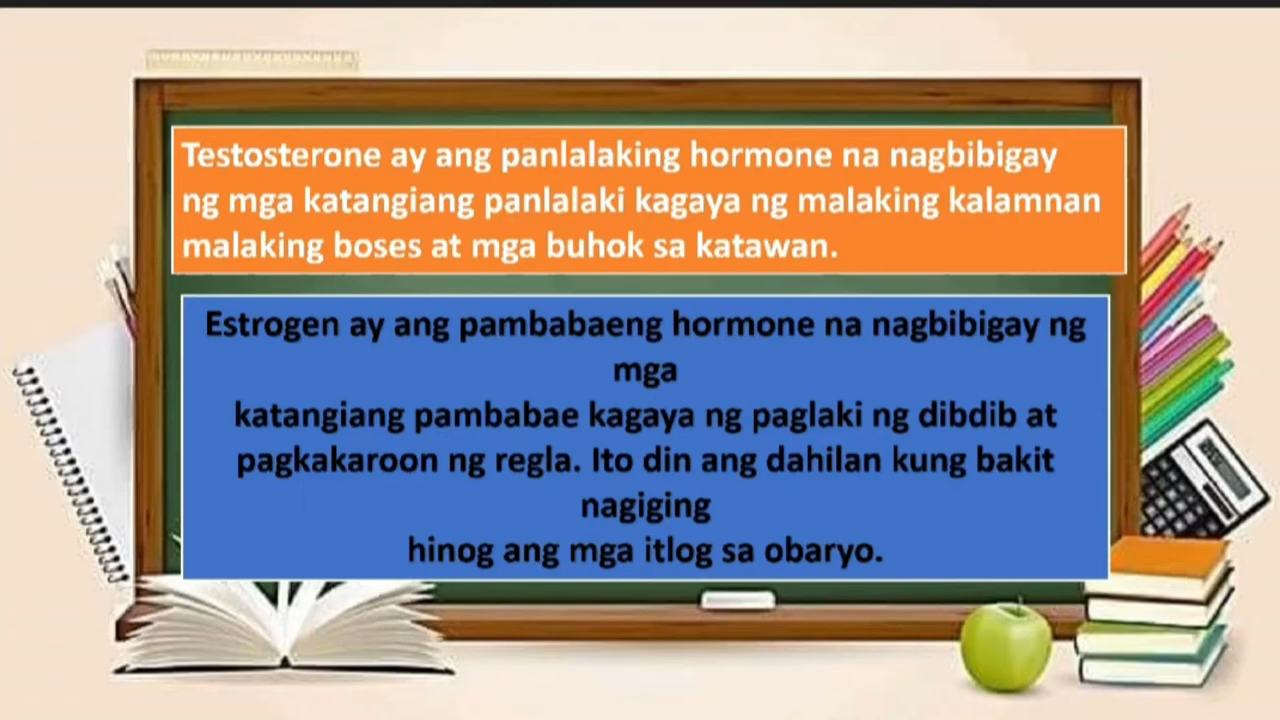 Testosterone ay ang panlalaking hormone na nagbibigay
ng mga katangiang panlalaki kagaya ng malaking kalamnan
malaking boses at mga buhok sa katawan.
Estrogen ay ang pambabaeng hormone na nagbibigay ng
mga
katangiang pambabae kagaya ng paglaki ng dibdib at
pagkakaroon ng regla. Ito din ang dahilan kung bakit
nagiging
hinog ang mga itlog sa obaryo.